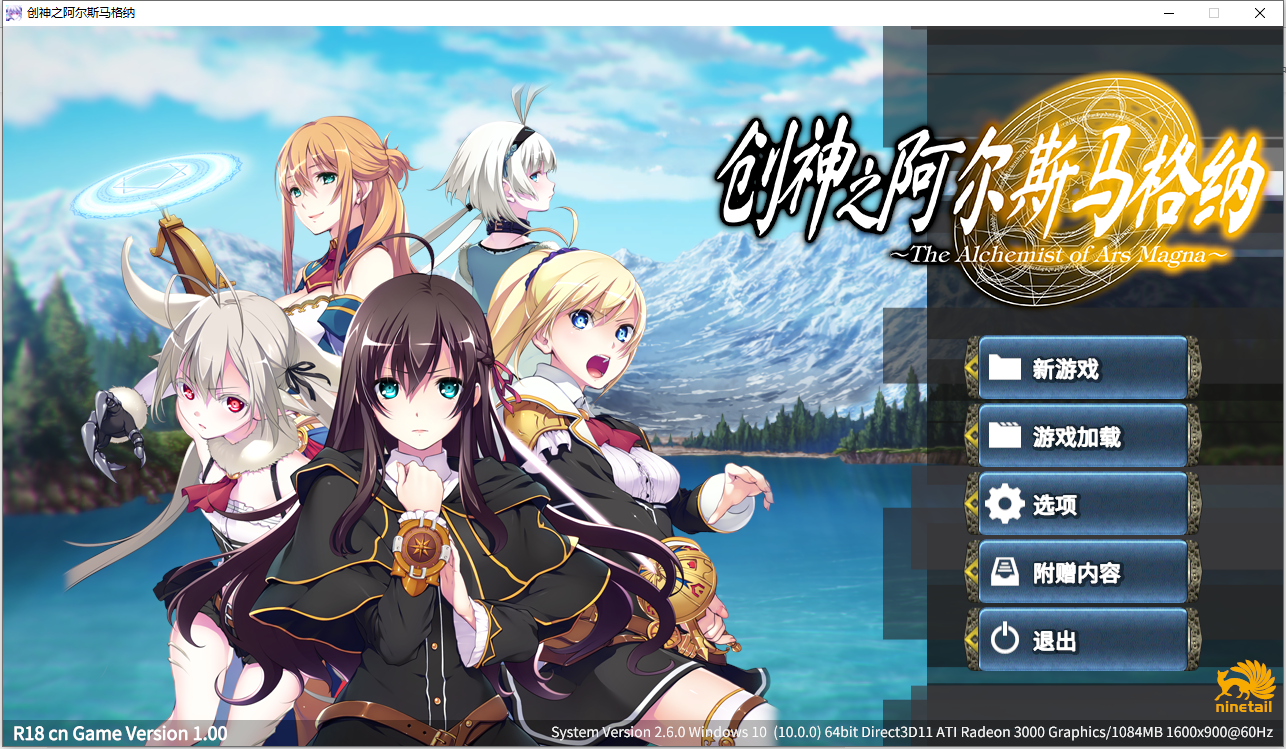 创神之阿尔斯马格纳
创神之阿尔斯马格纳
～The Alchemist of Ars Magna～
新游戏
游戏加载
选项
附赠内容
退出
ninetail
R18 cn Game Version 1.00
System Version 2.6.0 Windows 10 (10.0.0) 64bit Direct3D11 ATI Radeon 3000 Graphics/1084MB 1600x900@60Hz